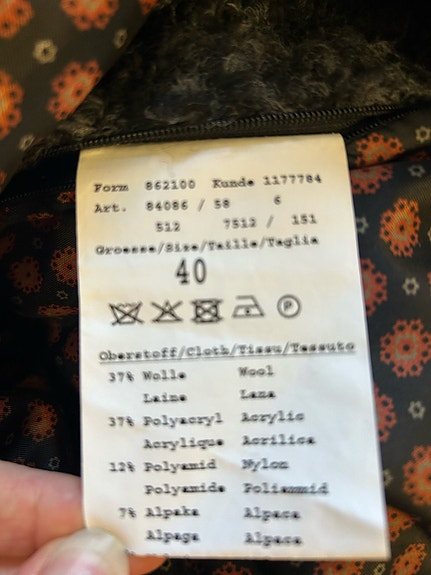 Form 862100 Kunde 1177784
Art. 84086 / 58 6
512 7512 / 151
Groesse/Size/Taille/Taglia
40
P
Oberstoff/Cloth/Tissu/Tessuto
37% Wolle Wool
Laine Lana
37% Polyacryl Acrylic
Acrylique Acrilica
12% Polyamid Nylon
Polyamide Poliammid
7% Alpaka Alpaca
Alpaga Alpaca